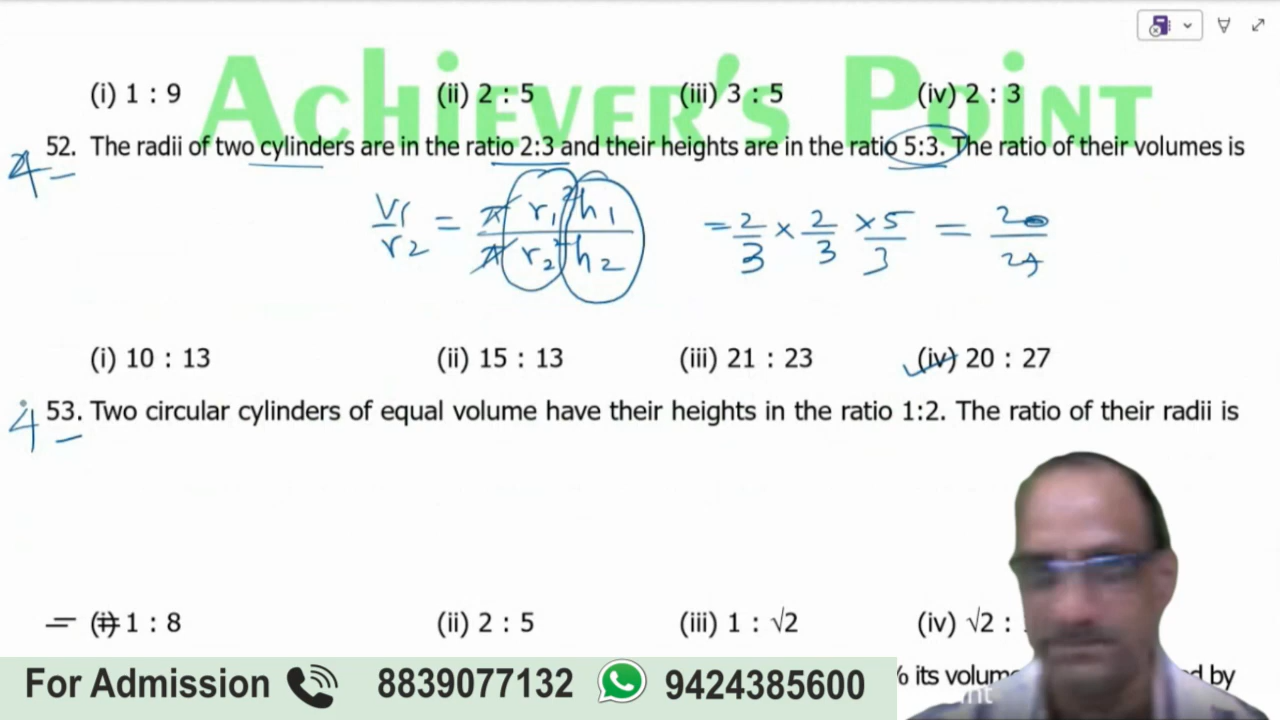 ACHIEVER'S POINT
(i) 1 : 9 (ii) 2 : 5 (iii) 3 : 5 (iv) 2 : 3
4 52. The radii of two cylinders are in the ratio 2:3 and their heights are in the ratio 5:3. The ratio of their volumes is
V1/r2 = π r1² h1 / π r2² h2 = 2/3 × 2/3 × 5/3 = 20/27
(i) 10 : 13 (ii) 15 : 13 (iii) 21 : 23 (iv) 20 : 27
4 53. Two circular cylinders of equal volume have their heights in the ratio 1:2. The ratio of their radii is
(i) 1 : 8 (ii) 2 : 5 (iii) 1 : √2 (iv) √2 :
% its volum
d by
For Admission 8839077132 9424385600